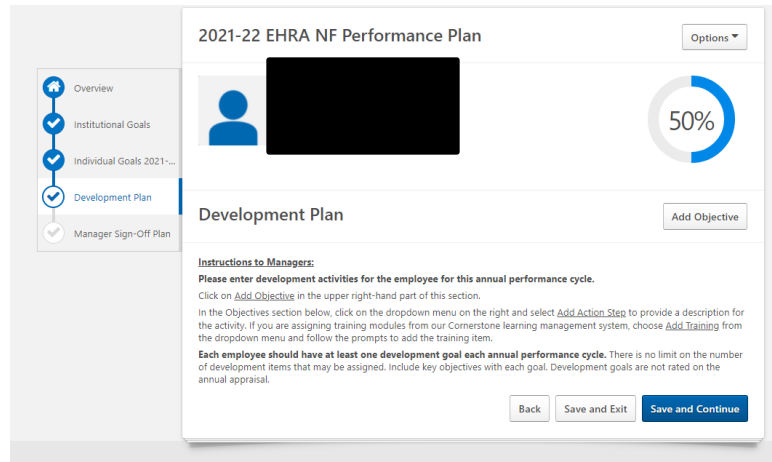 2021-22 EHRA NF Performance Plan
Options
Overview
Institutional Goals
Individual Goals 2021-...
Development Plan
Manager Sign-Off Plan
50%
Development Plan
Add Objective
Instructions to Managers:
Please enter development activities for the employee for this annual performance cycle.
Click on Add Objective in the upper right-hand part of this section.
In the Objectives section below, click on the dropdown menu on the right and select Add Action Step to provide a description for
the activity. If you are assigning training modules from our Cornerstone learning management system, choose Add Training from
the dropdown menu and follow the prompts to add the training item.
Each employee should have at least one development goal each annual performance cycle. There is no limit on the number
of development items that may be assigned. Include key objectives with each goal. Development goals are not rated on the
annual appraisal.
Back
Save and Exit
Save and Continue